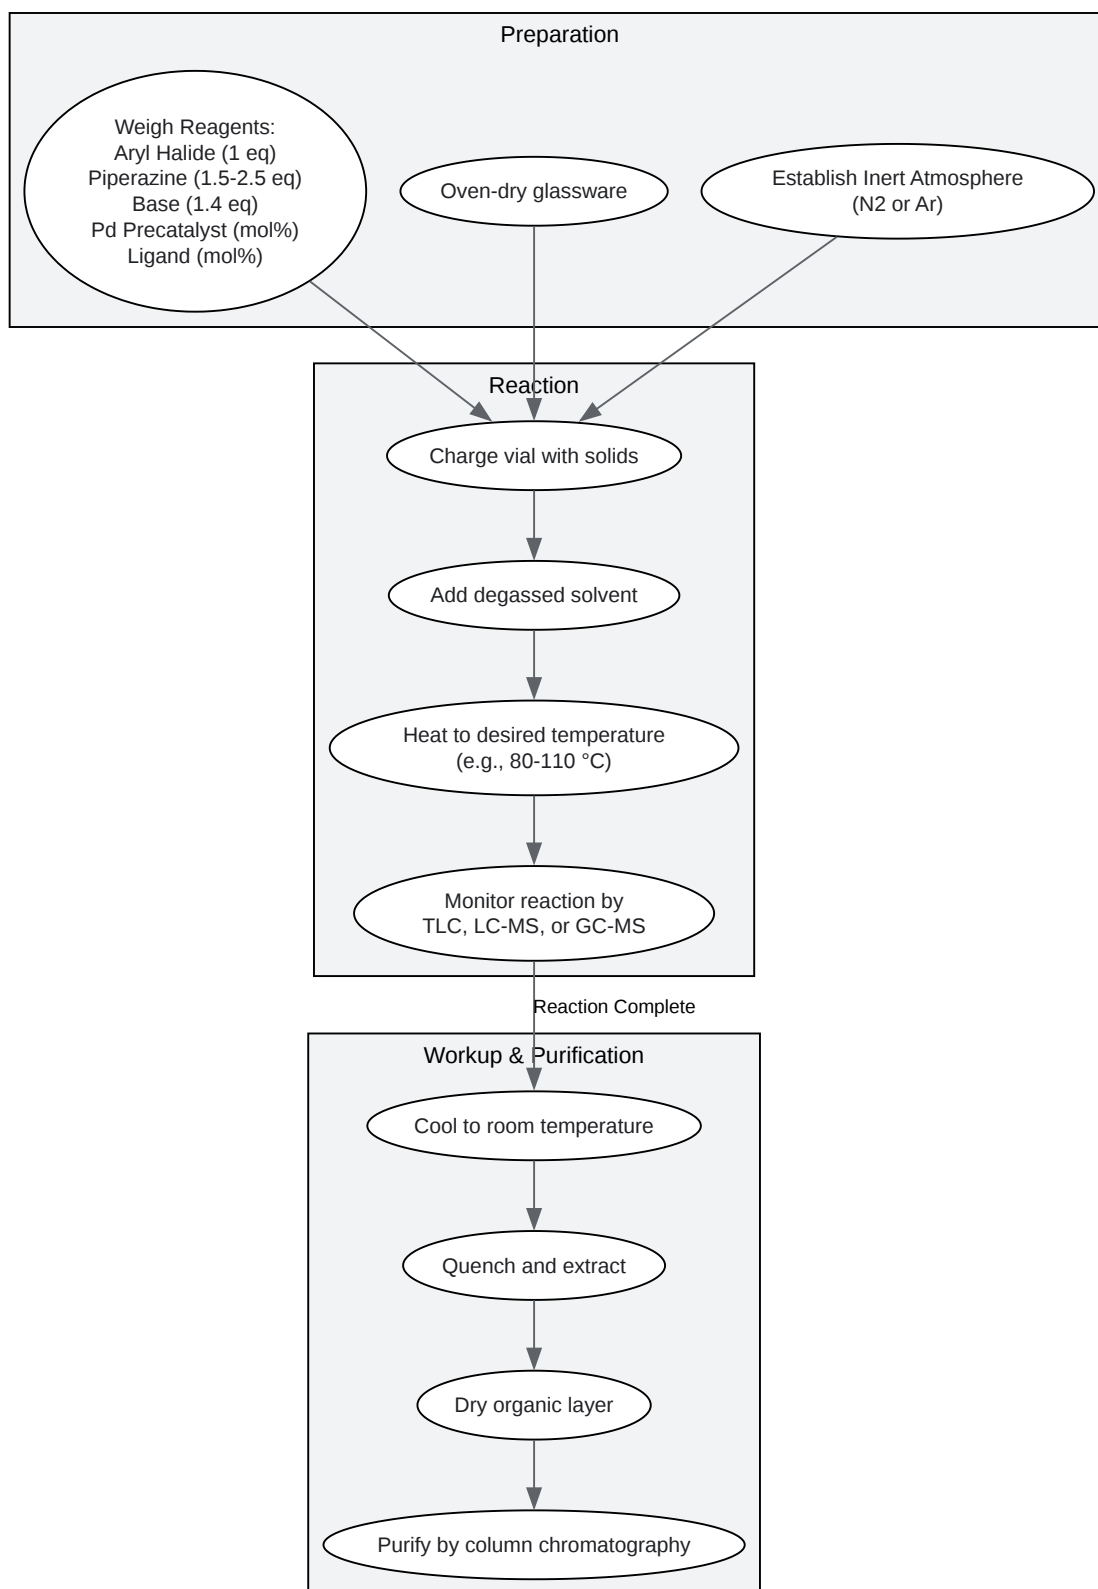 Preparation
Weigh Reagents:
Aryl Halide (1 eq)
Piperazine (1.5-2.5 eq)
Base (1.4 eq)
Pd Precatalyst (mol%)
Ligand (mol%)
Oven-dry glassware
Establish Inert Atmosphere
(N2 or Ar)
Reaction
Charge vial with solids
Add degassed solvent
Heat to desired temperature
(e.g., 80-110 °C)
Monitor reaction by
TLC, LC-MS, or GC-MS
Reaction Complete
Workup & Purification
Cool to room temperature
Quench and extract
Dry organic layer
Purify by column chromatography